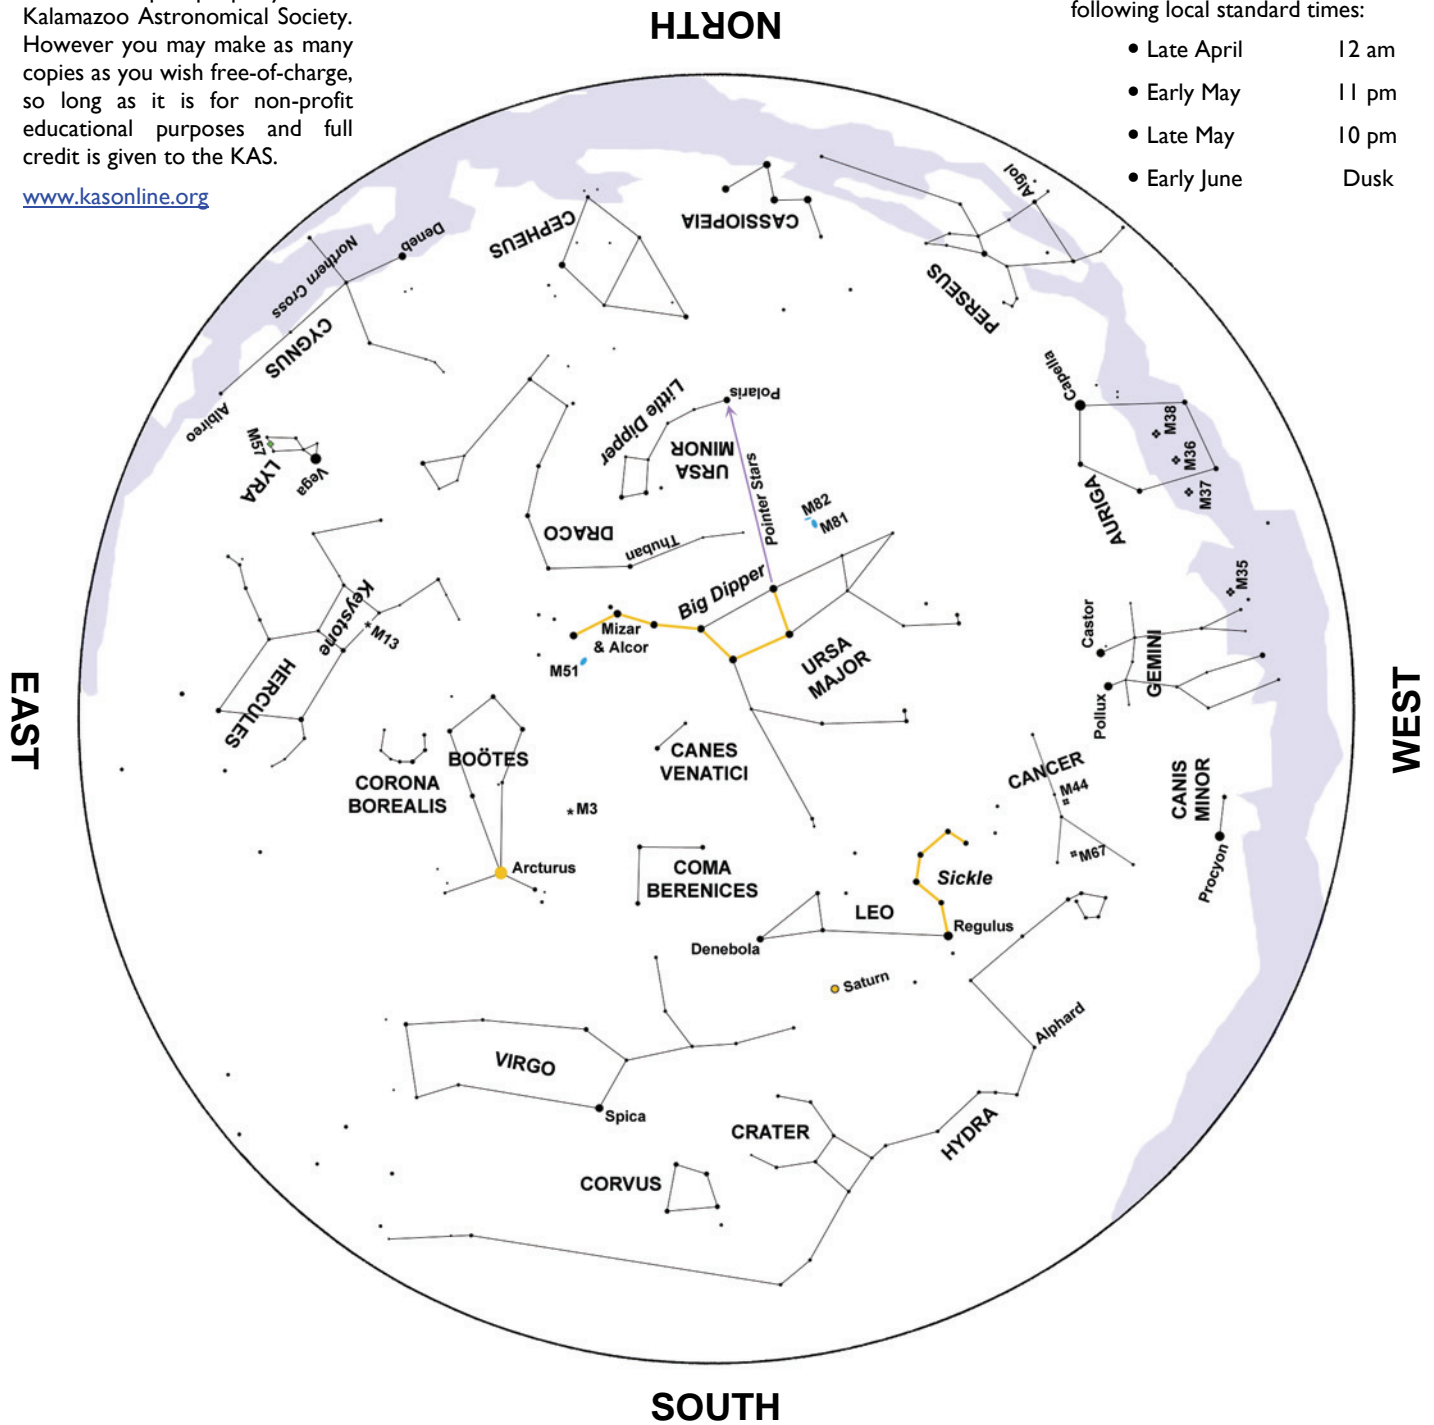 Kalamazoo Astronomical Society.
However you may make as many
copies as you wish free-of-charge,
so long as it is for non-profit
educational purposes and full
credit is given to the KAS.
www.kasonline.org
following local standard times:
• Late April 12 am
• Early May 11 pm
• Late May 10 pm
• Early June Dusk
NORTH
Algol
CASSIOPEIA
CEPHEUS
Deneb
Northern Cross
CYGNUS
PERSEUS
Albireo
Capella
Polaris
Little Dipper
URSA
MINOR
M38
M36
M37
AURIGA
M57
LYRA
Vega
Pointer Stars
M82
M81
DRACO
Thuban
Big Dipper
M35
Keystone
M13
HERCULES
Mizar
& Alcor
M51
URSA
MAJOR
Castor
GEMINI
Pollux
EAST
WEST
BOÖTES
CORONA
BOREALIS
CANES
VENATICI
CANCER
M44
CANIS
MINOR
M3
M67
Procyon
Arcturus
COMA
BERENICES
Sickle
LEO
Regulus
Denebola
Saturn
Alphard
VIRGO
Spica
CRATER
HYDRA
CORVUS
SOUTH